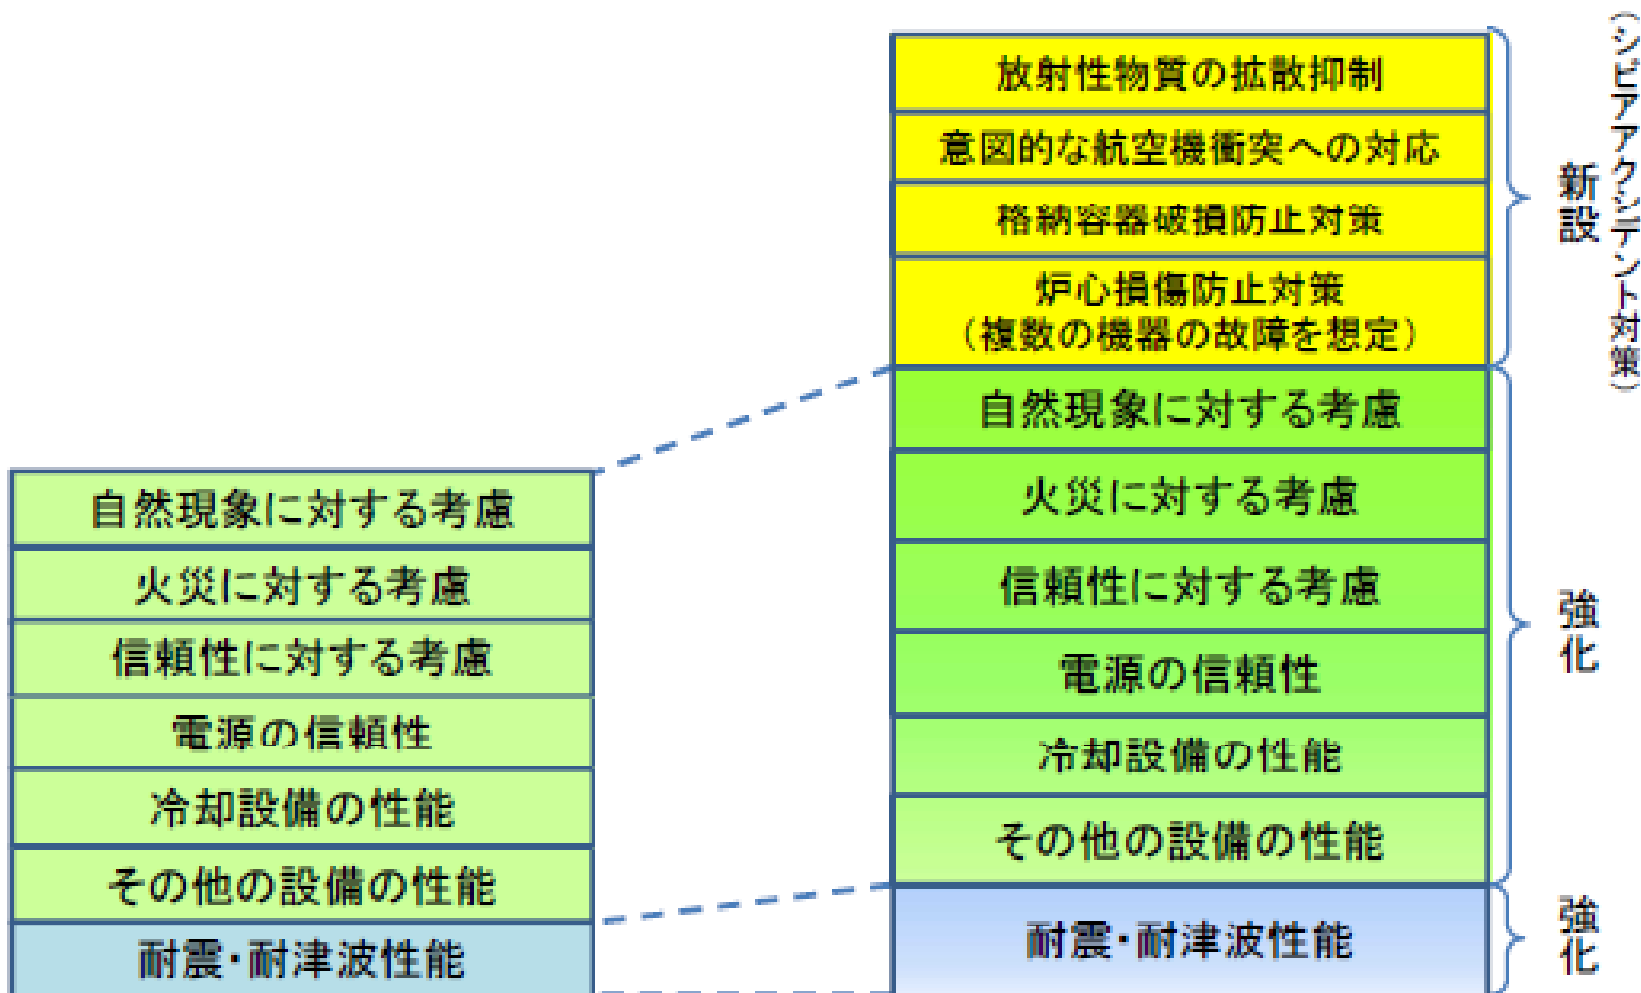 自然現象に対する考慮
火災に対する考慮
信頼性に対する考慮
電源の信頼性
冷却設備の性能
その他の設備の性能
耐震・耐津波性能
放射性物質の拡散抑制
意図的な航空機衝突への対応
格納容器破損防止対策
炉心損傷防止対策
(複数の機器の故障を想定)
自然現象に対する考慮
火災に対する考慮
信頼性に対する考慮
電源の信頼性
冷却設備の性能
その他の設備の性能
耐震・耐津波性能
新設
(シビアアクシデント対策)
強化
強化